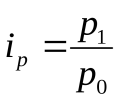 i_p = p_1 / p_0